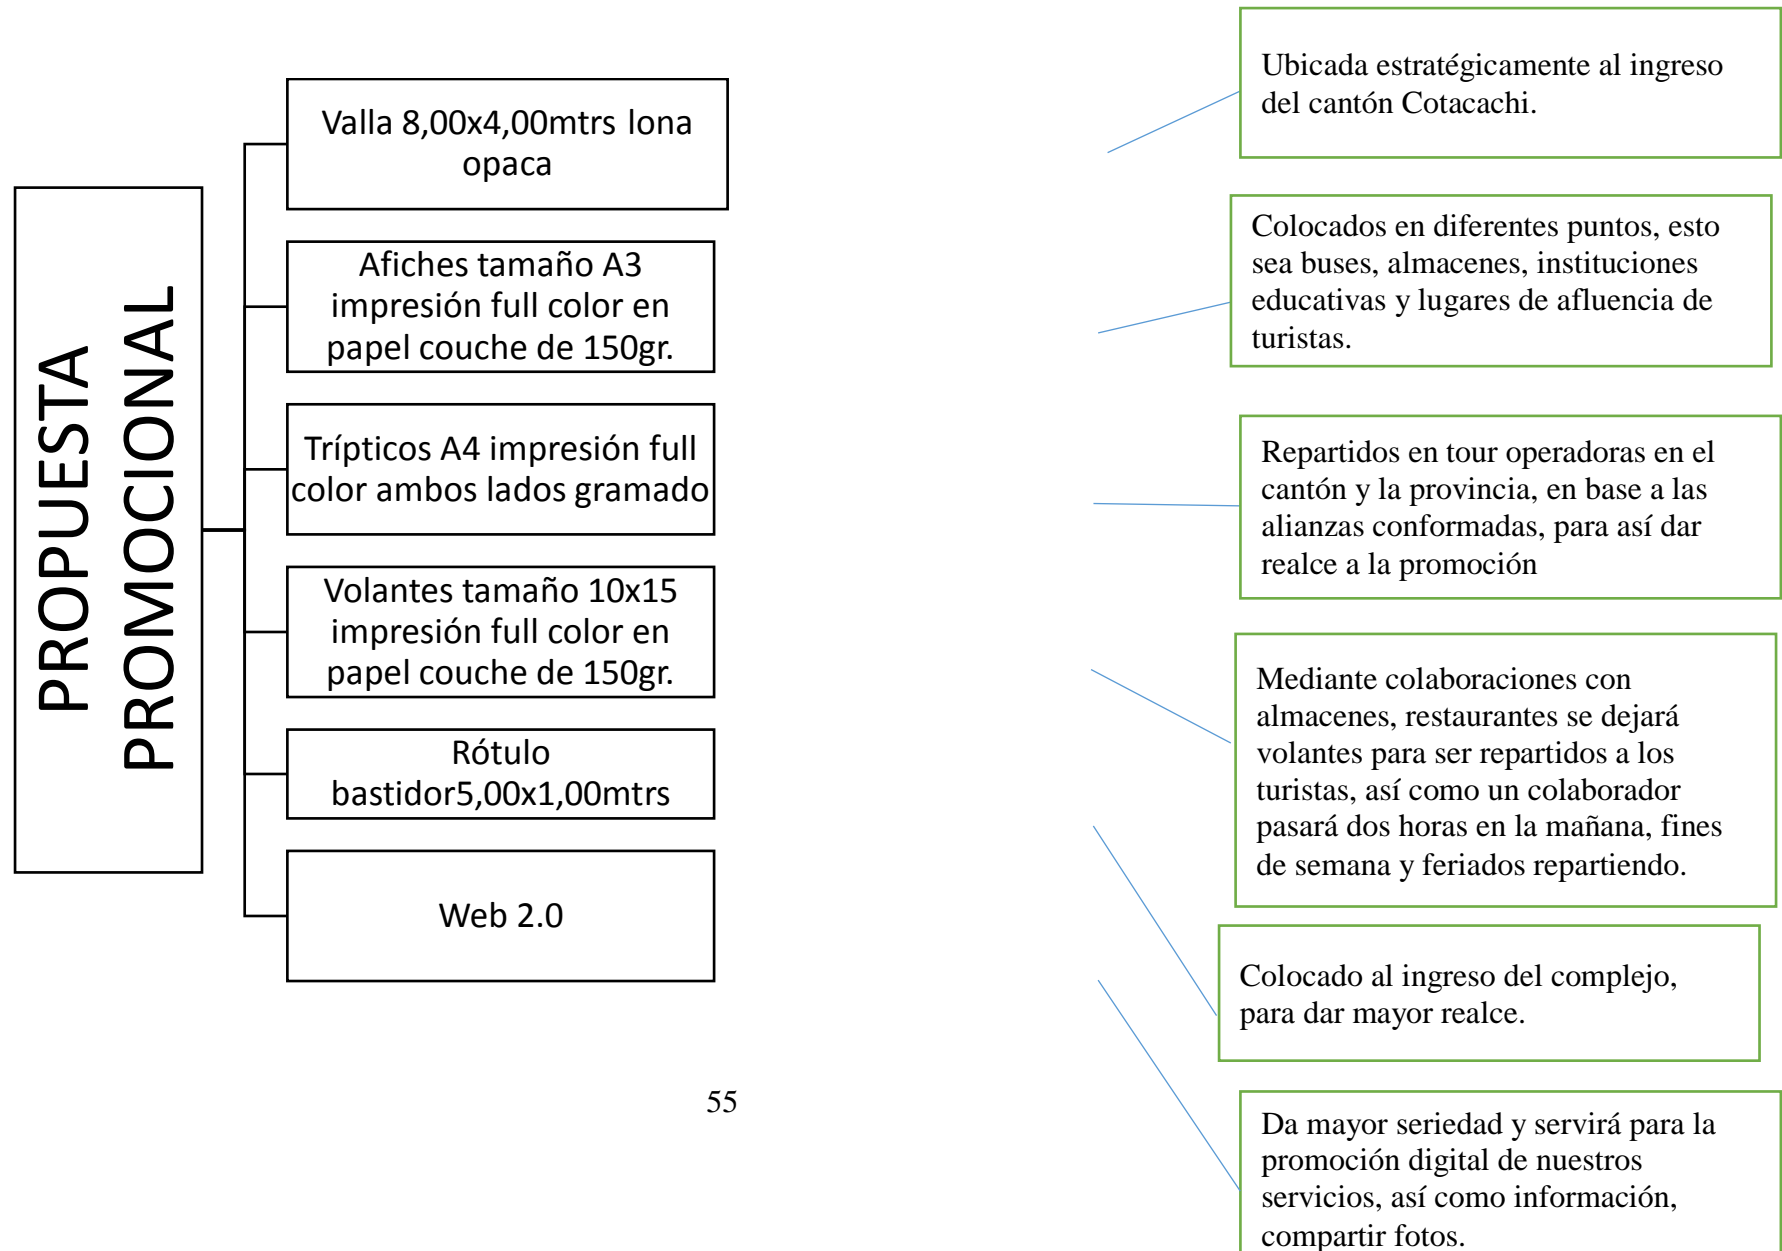 PROPUESTA
PROMOCIONAL
Valla 8,00x4,00mtrs lona
opaca
Afiches tamaño A3
impresión full color en
papel couche de 150gr.
Trípticos A4 impresión full
color ambos lados gramado
Volantes tamaño 10x15
impresión full color en
papel couche de 150gr.
Rótulo
bastidor5,00x1,00mtrs
Web 2.0
Ubicada estratégicamente al ingreso
del cantón Cotacachi.
Colocados en diferentes puntos, esto
sea buses, almacenes, instituciones
educativas y lugares de afluencia de
turistas.
Repartidos en tour operadoras en el
cantón y la provincia, en base a las
alianzas conformadas, para así dar
realce a la promoción
Mediante colaboraciones con
almacenes, restaurantes se dejará
volantes para ser repartidos a los
turistas, así como un colaborador
pasará dos horas en la mañana, fines
de semana y feriados repartiendo.
Colocado al ingreso del complejo,
para dar mayor realce.
Da mayor seriedad y servirá para la
promoción digital de nuestros
servicios, así como información,
compartir fotos.
55